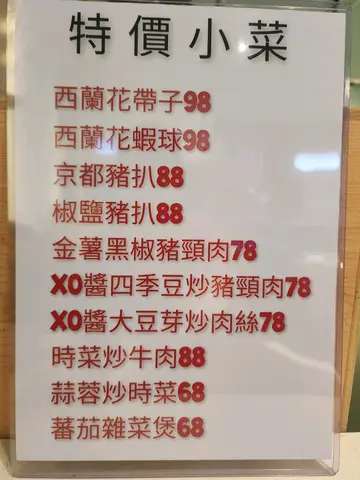 特價小菜
西蘭花帶子98
西蘭花蝦球98
京都豬扒88
椒鹽豬扒88
金薯黑椒豬頸肉78
XO醬四季豆炒豬頸肉78
XO醬大豆芽炒肉絲78
時菜炒牛肉88
蒜蓉炒時菜68
蕃茄雜菜煲68